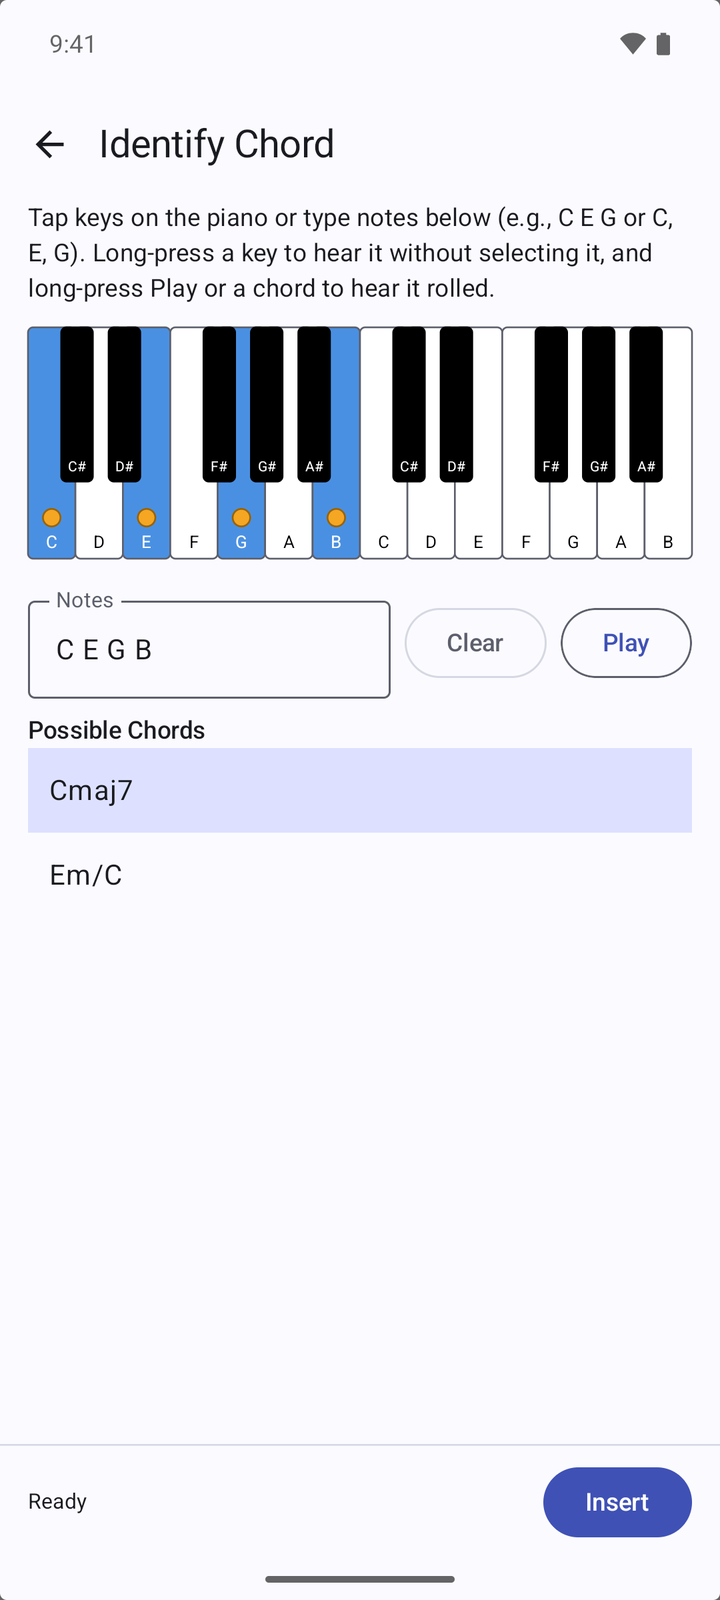 9:41
Identify Chord
Tap keys on the piano or type notes below (e.g., C E G or C,
E, G). Long-press a key to hear it without selecting it, and
long-press Play or a chord to hear it rolled.
C# D# F# G# A# C# D# F# G# A#
C D E F G A B C D E F G A B
Notes
C E G B
Clear
Play
Possible Chords
Cmaj7
Em/C
Ready
Insert